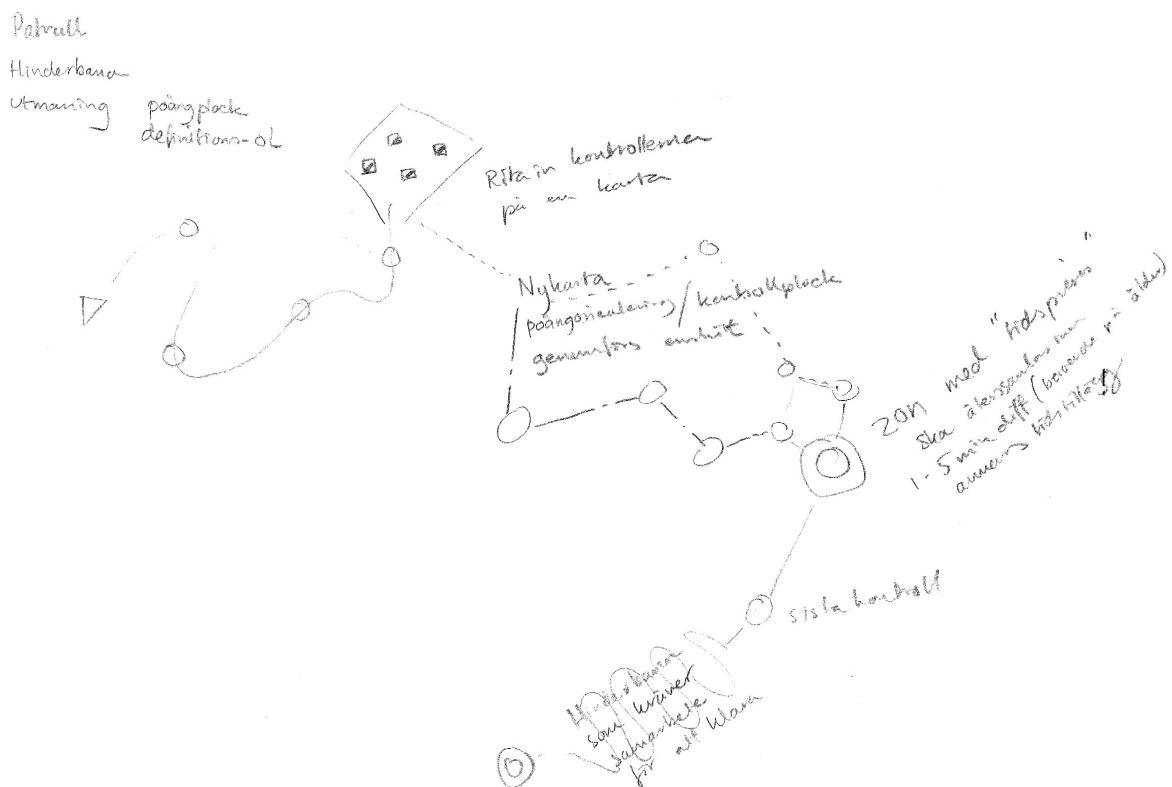 Patrull
Hinderbana
Utmaning poängplock
definitions-OL
Rita in kontrollerna
på en karta
Ny karta
poängorientering/kontrollplock
genomförs enskilt
ZON med "tidspress"
ska återsamlas inom
1-5 min diff (beroende på ålder)
annars tidstillägg
sista kontroll
Hinderbana
som kräver
samarbete
för att klara